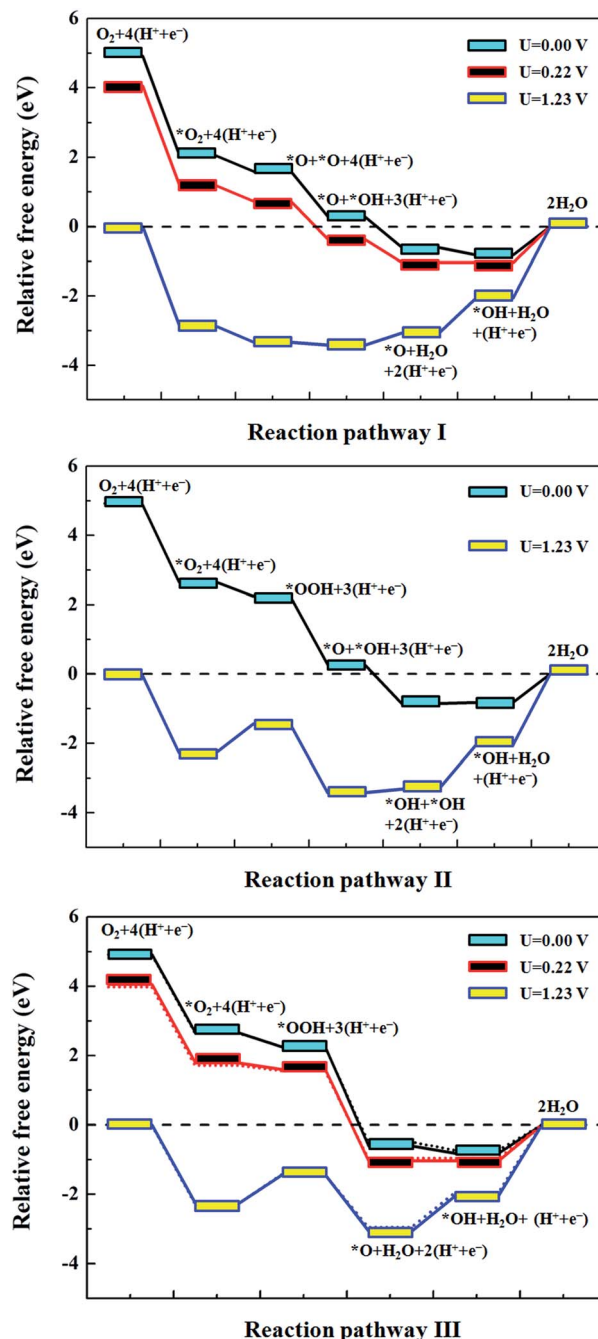 6
4
2
0
-2
-4
Relative free energy (eV)
O₂+4(H⁺+e⁻)
U=0.00 V
U=0.22 V
U=1.23 V
*O₂+4(H⁺+e⁻)
*O+*O+4(H⁺+e⁻)
*O+*OH+3(H⁺+e⁻)
2H₂O
*OH+H₂O
+(H⁺+e⁻)
*O+H₂O
+2(H⁺+e⁻)
Reaction pathway I
6
4
2
0
-2
-4
Relative free energy (eV)
O₂+4(H⁺+e⁻)
U=0.00 V
U=1.23 V
*O₂+4(H⁺+e⁻)
*OOH+3(H⁺+e⁻)
*O+*OH+3(H⁺+e⁻)
2H₂O
*OH+H₂O
+(H⁺+e⁻)
*OH+*OH
+2(H⁺+e⁻)
Reaction pathway II
6
4
2
0
-2
-4
Relative free energy (eV)
O₂+4(H⁺+e⁻)
U=0.00 V
U=0.22 V
U=1.23 V
*O₂+4(H⁺+e⁻)
*OOH+3(H⁺+e⁻)
2H₂O
*OH+H₂O+ (H⁺+e⁻)
*O+H₂O+2(H⁺+e⁻)
Reaction pathway III